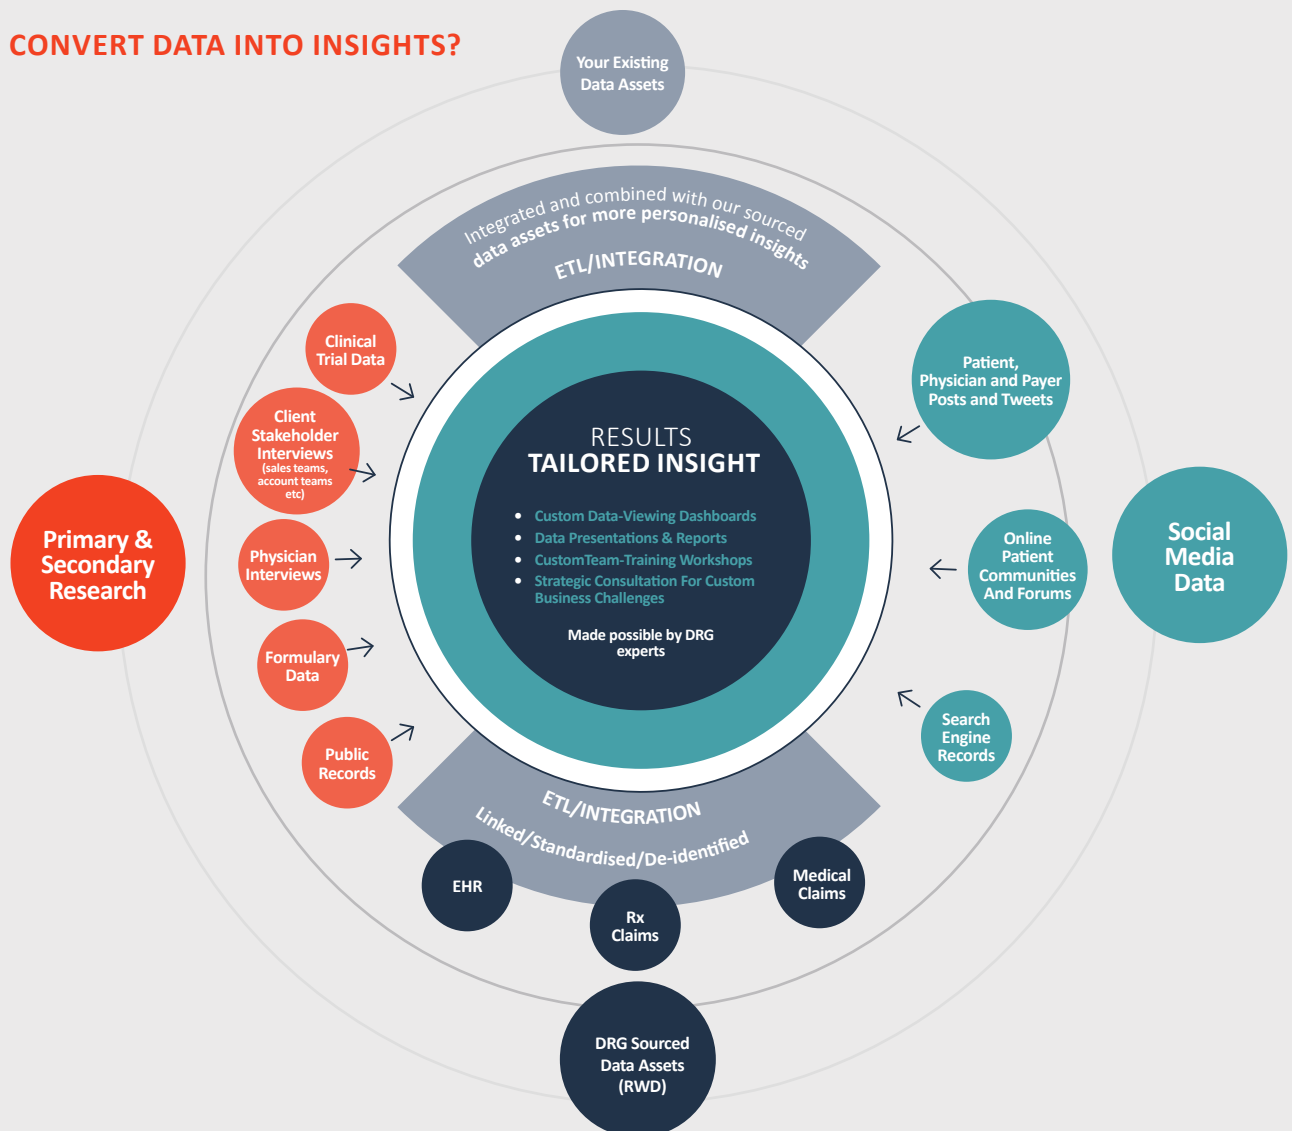 CONVERT DATA INTO INSIGHTS?
Your Existing
Data Assets
Integrated and combined with our sourced
data assets for more personalised insights
ETL/INTEGRATION
Clinical
Trial Data
Client
Stakeholder
Interviews
(sales teams,
account teams
etc)
Physician
Interviews
Formulary
Data
Public
Records
Primary &
Secondary
Research
RESULTS
TAILORED INSIGHT
• Custom Data-Viewing Dashboards
• Data Presentations & Reports
• CustomTeam-Training Workshops
• Strategic Consultation For Custom
Business Challenges
Made possible by DRG
experts
Patient,
Physician and Payer
Posts and Tweets
Online
Patient
Communities
And Forums
Search
Engine
Records
Social
Media
Data
ETL/INTEGRATION
Linked/Standardised/De-identified
EHR
Rx
Claims
Medical
Claims
DRG Sourced
Data Assets
(RWD)